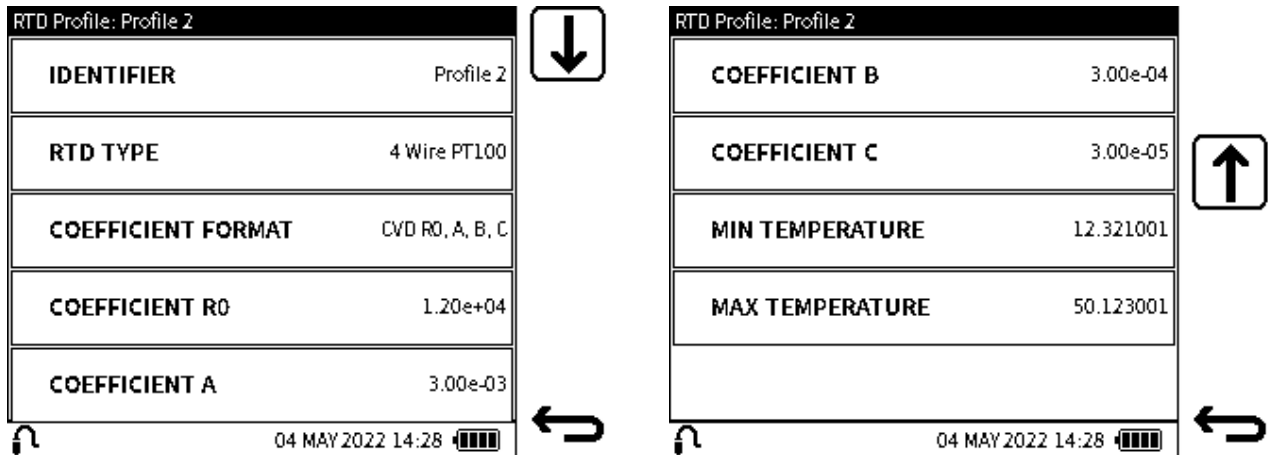 RTD Profile: Profile 2
IDENTIFIER Profile 2
RTD TYPE 4 Wire PT100
COEFFICIENT FORMAT CVD R0, A, B, C
COEFFICIENT R0 1.20e+04
COEFFICIENT A 3.00e-03
04 MAY 2022 14:28
RTD Profile: Profile 2
COEFFICIENT B 3.00e-04
COEFFICIENT C 3.00e-05
MIN TEMPERATURE 12.321001
MAX TEMPERATURE 50.123001
04 MAY 2022 14:28